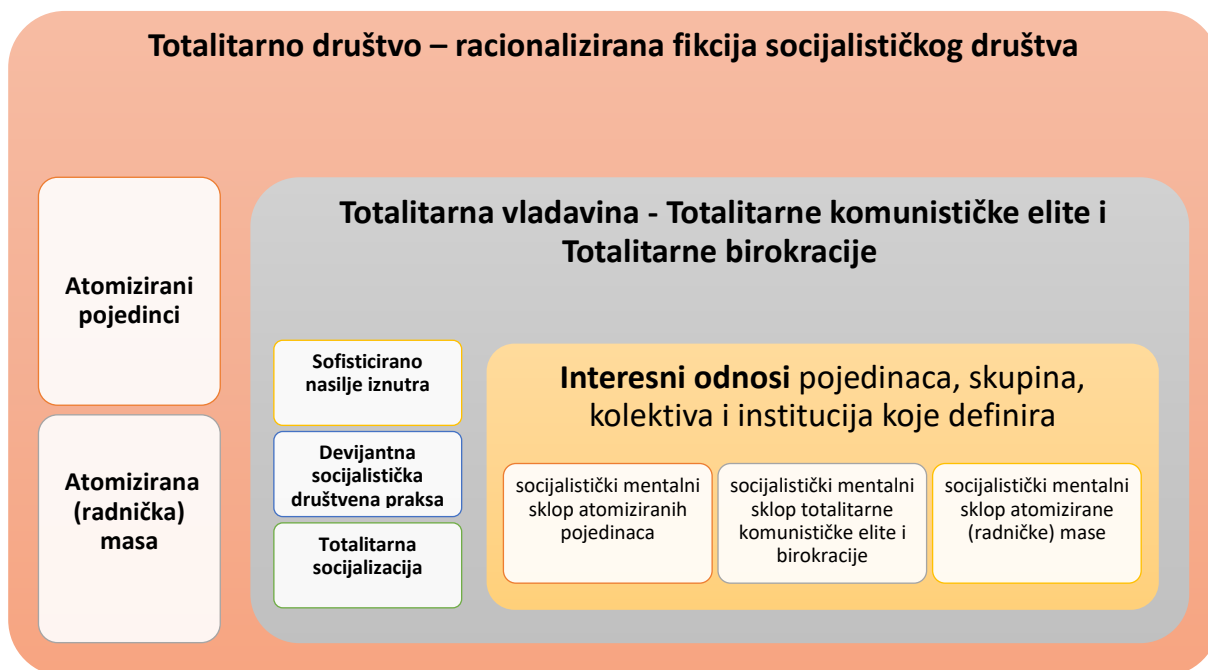 Totalitarno društvo – racionalizirana fikcija socijalističkog društva
Atomizirani
pojedinci
Atomizirana
(radnička)
masa
Totalitarna vladavina - Totalitarne komunističke elite i
Totalitarne birokracije
Sofisticirano
nasilje iznutra
Devijantna
socijalistička
društvena praksa
Totalitarna
socijalizacija
Interesni odnosi pojedinaca, skupina,
kolektiva i institucija koje definira
socijalistički mentalni
sklop atomiziranih
pojedinaca
socijalistički mentalni
sklop totalitarne
komunističke elite i
birokracije
socijalistički mentalni
sklop atomizirane
(radničke) mase